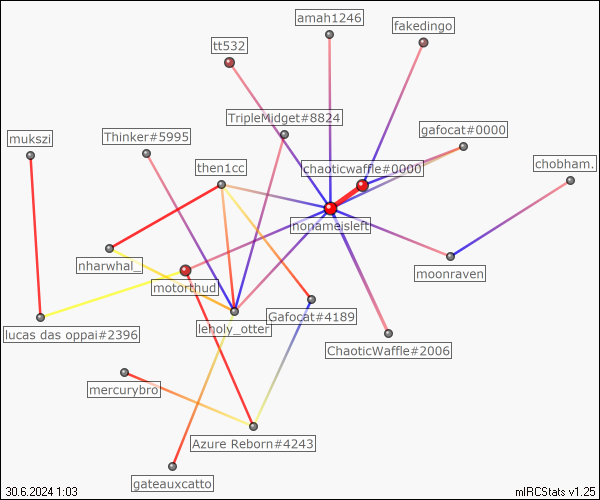 amah1246
fakedingo
tt532
TripleMidget#8824
gafocat#0000
mukszi
Thinker#5995
then1cc
chaoticwaffle#0000
chobham.
nonameisleft
nharwhal_
motorthud
moonraven
lucas das oppai#2396
leholy_otter
Gafocat#4189
ChaoticWaffle#2006
mercurybro
Azure Reborn#4243
gateauxcatto
30.6.2024 1:03
mIRCStats v1.25